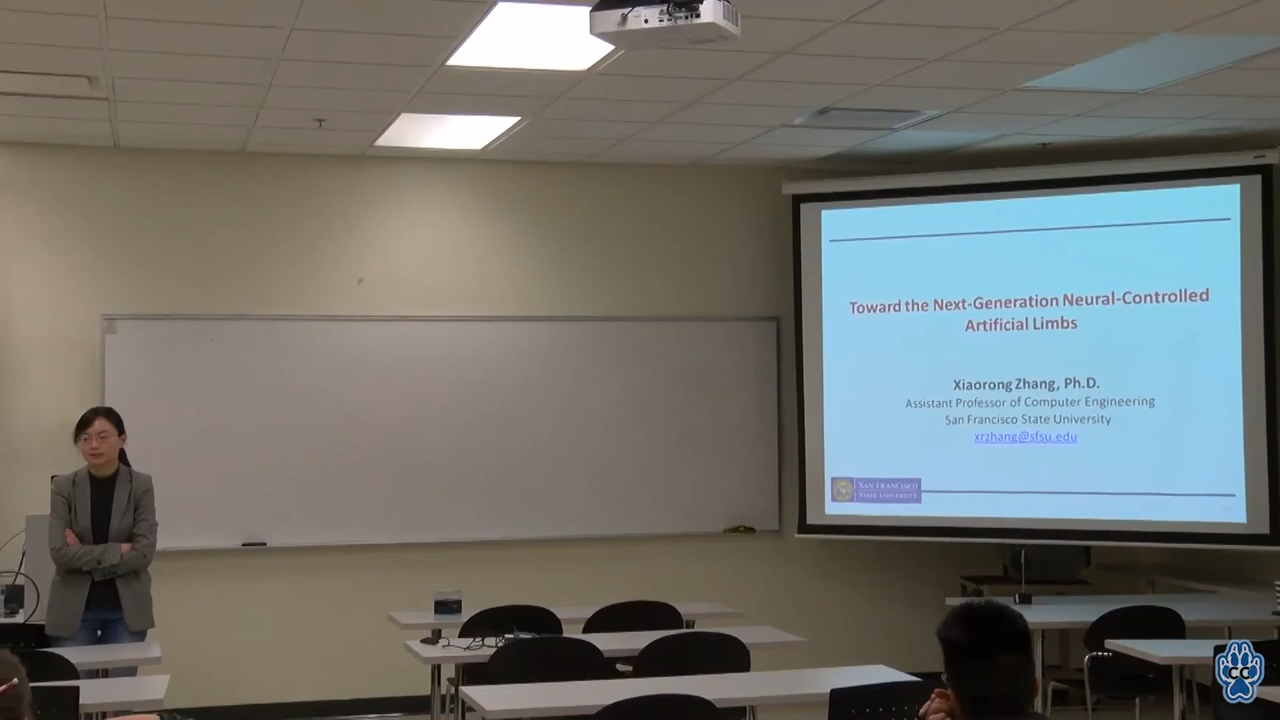 Toward the Next-Generation Neural-Controlled
Artificial Limbs
Xiaorong Zhang, Ph.D.
Assistant Professor of Computer Engineering
San Francisco State University
xrzhang@sfsu.edu
SAN FRANCISCO
STATE UNIVERSITY
CC